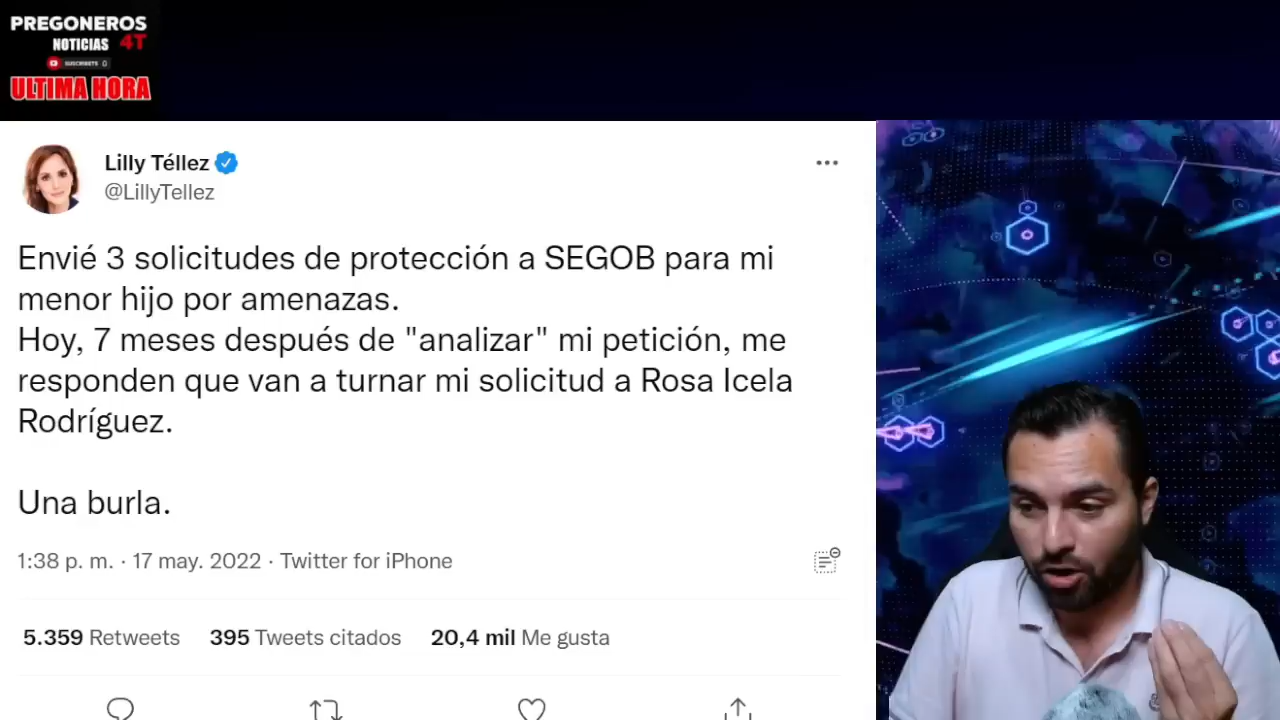 PREGONEROS
NOTICIAS 4T
SUSCRIBETE
ULTIMA HORA
Lilly Téllez
@LillyTellez
Envié 3 solicitudes de protección a SEGOB para mi
menor hijo por amenazas.
Hoy, 7 meses después de "analizar" mi petición, me
responden que van a turnar mi solicitud a Rosa Icela
Rodríguez.
Una burla.
1:38 p. m. · 17 may. 2022 · Twitter for iPhone
5.359 Retweets 395 Tweets citados 20,4 mil Me gusta